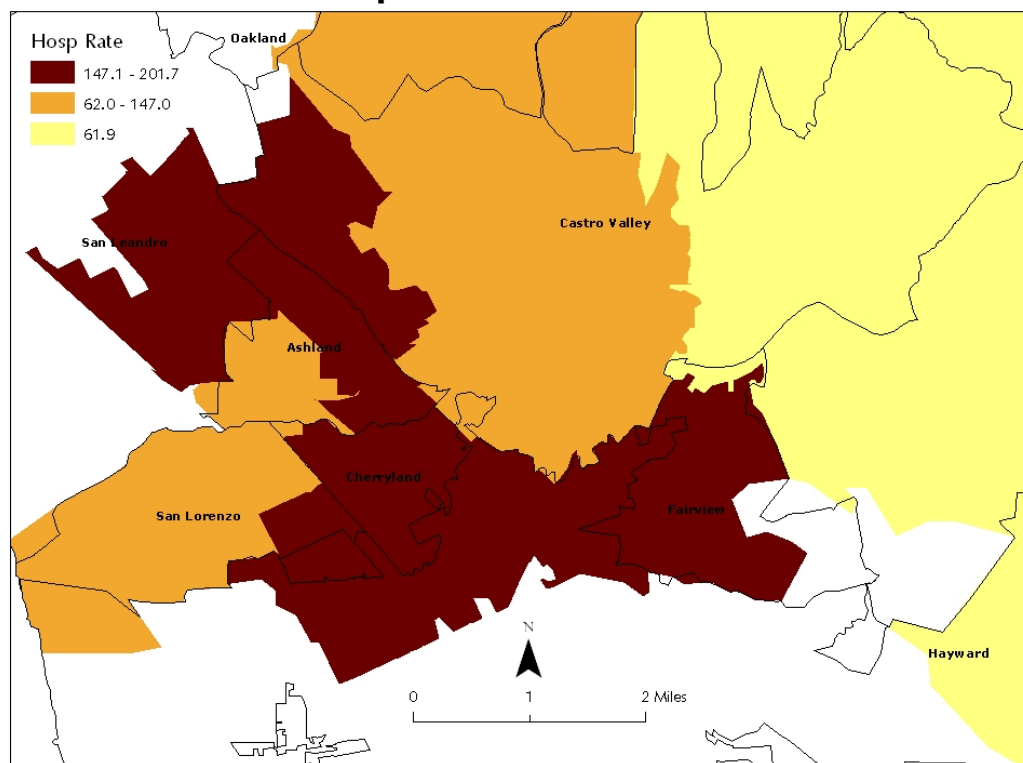 Oakland
Hosp Rate
147.1 - 201.7
62.0 - 147.0
61.9
Castro Valley
San Leandro
Ashland
Cherryland
San Lorenzo
Fairview
Hayward
N
0 1 2 Miles